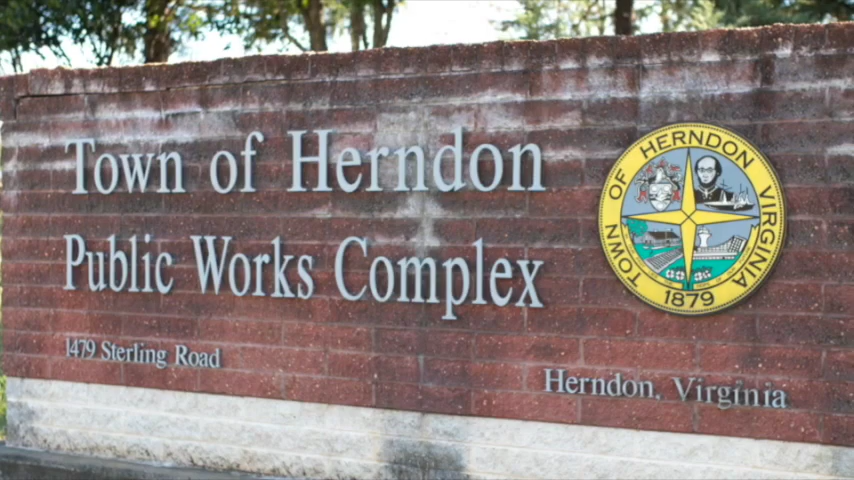 Town of Herndon
Public Works Complex
1479 Sterling Road
Herndon, Virginia
TOWN OF HERNDON VIRGINIA
1879